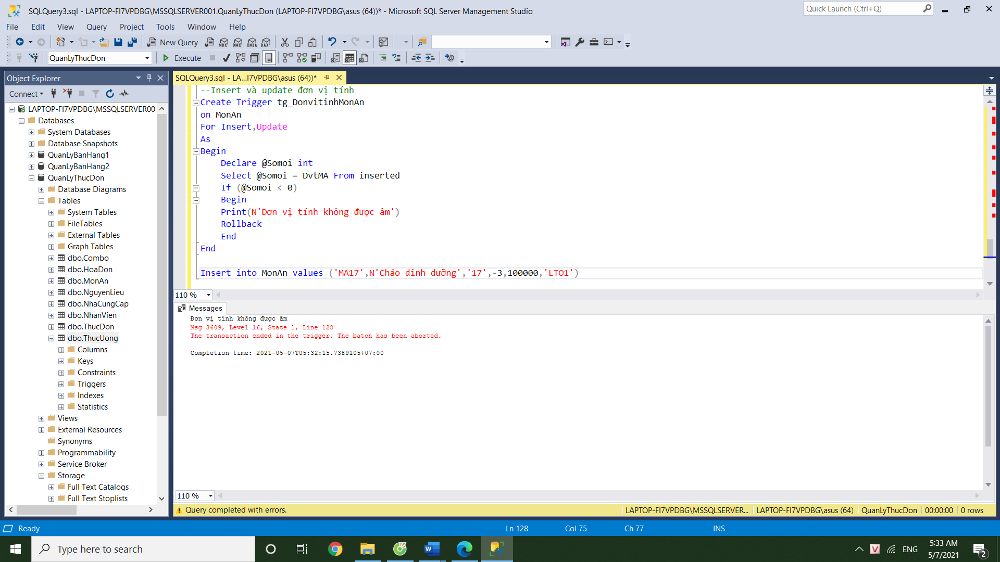 SQLQuery3.sql - LAPTOP-FI7VPDBG\MSSQLSERVER001.QuanLyThucDon (LAPTOP-FI7VPDBG\asus (64))* - Microsoft SQL Server Management Studio
Quick Launch (Ctrl+Q)
File Edit View Query Project Tools Window Help
New Query
MDX DMX XMLA DAX
QuanLyThucDon
Execute
Object Explorer
SQLQuery3.sql - LA...I7VPDBG\asus (64))*
Connect
LAPTOP-FI7VPDBG\MSSQLSERVER00
Databases
System Databases
Database Snapshots
QuanLyBanHang1
QuanLyBanHang2
QuanLyThucDon
Database Diagrams
Tables
System Tables
FileTables
External Tables
Graph Tables
dbo.Combo
dbo.HoaDon
dbo.MonAn
dbo.NguyenLieu
dbo.NhaCungCap
dbo.NhanVien
dbo.ThucDon
dbo.ThucUong
Columns
Keys
Constraints
Triggers
Indexes
Statistics
Views
External Resources
Synonyms
Programmability
Service Broker
Storage
Full Text Catalogs
Full Text Stoplists
--Insert và update đơn vị tính
Create Trigger tg_DonvitinhMonAn
on MonAn
For Insert,Update
As
Begin
Declare @Somoi int
Select @Somoi = DvtMA From inserted
If (@Somoi < 0)
Begin
Print(N'Đơn vị tính không được âm')
Rollback
End
End
Insert into MonAn values ('MA17',N'Cháo dinh dưỡng','17',-3,100000,'LTO1')
110 %
Messages
Đơn vị tính không được âm
Msg 3609, Level 16, State 1, Line 128
The transaction ended in the trigger. The batch has been aborted.
Completion time: 2021-05-07T05:32:15.7389105+07:00
110 %
Query completed with errors.
LAPTOP-FI7VPDBG\MSSQLSERVER...
LAPTOP-FI7VPDBG\asus (64)
QuanLyThucDon
00:00:00
0 rows
Ready
Ln 128
Col 75
Ch 77
INS
Type here to search
ENG
5:33 AM
5/7/2021
2